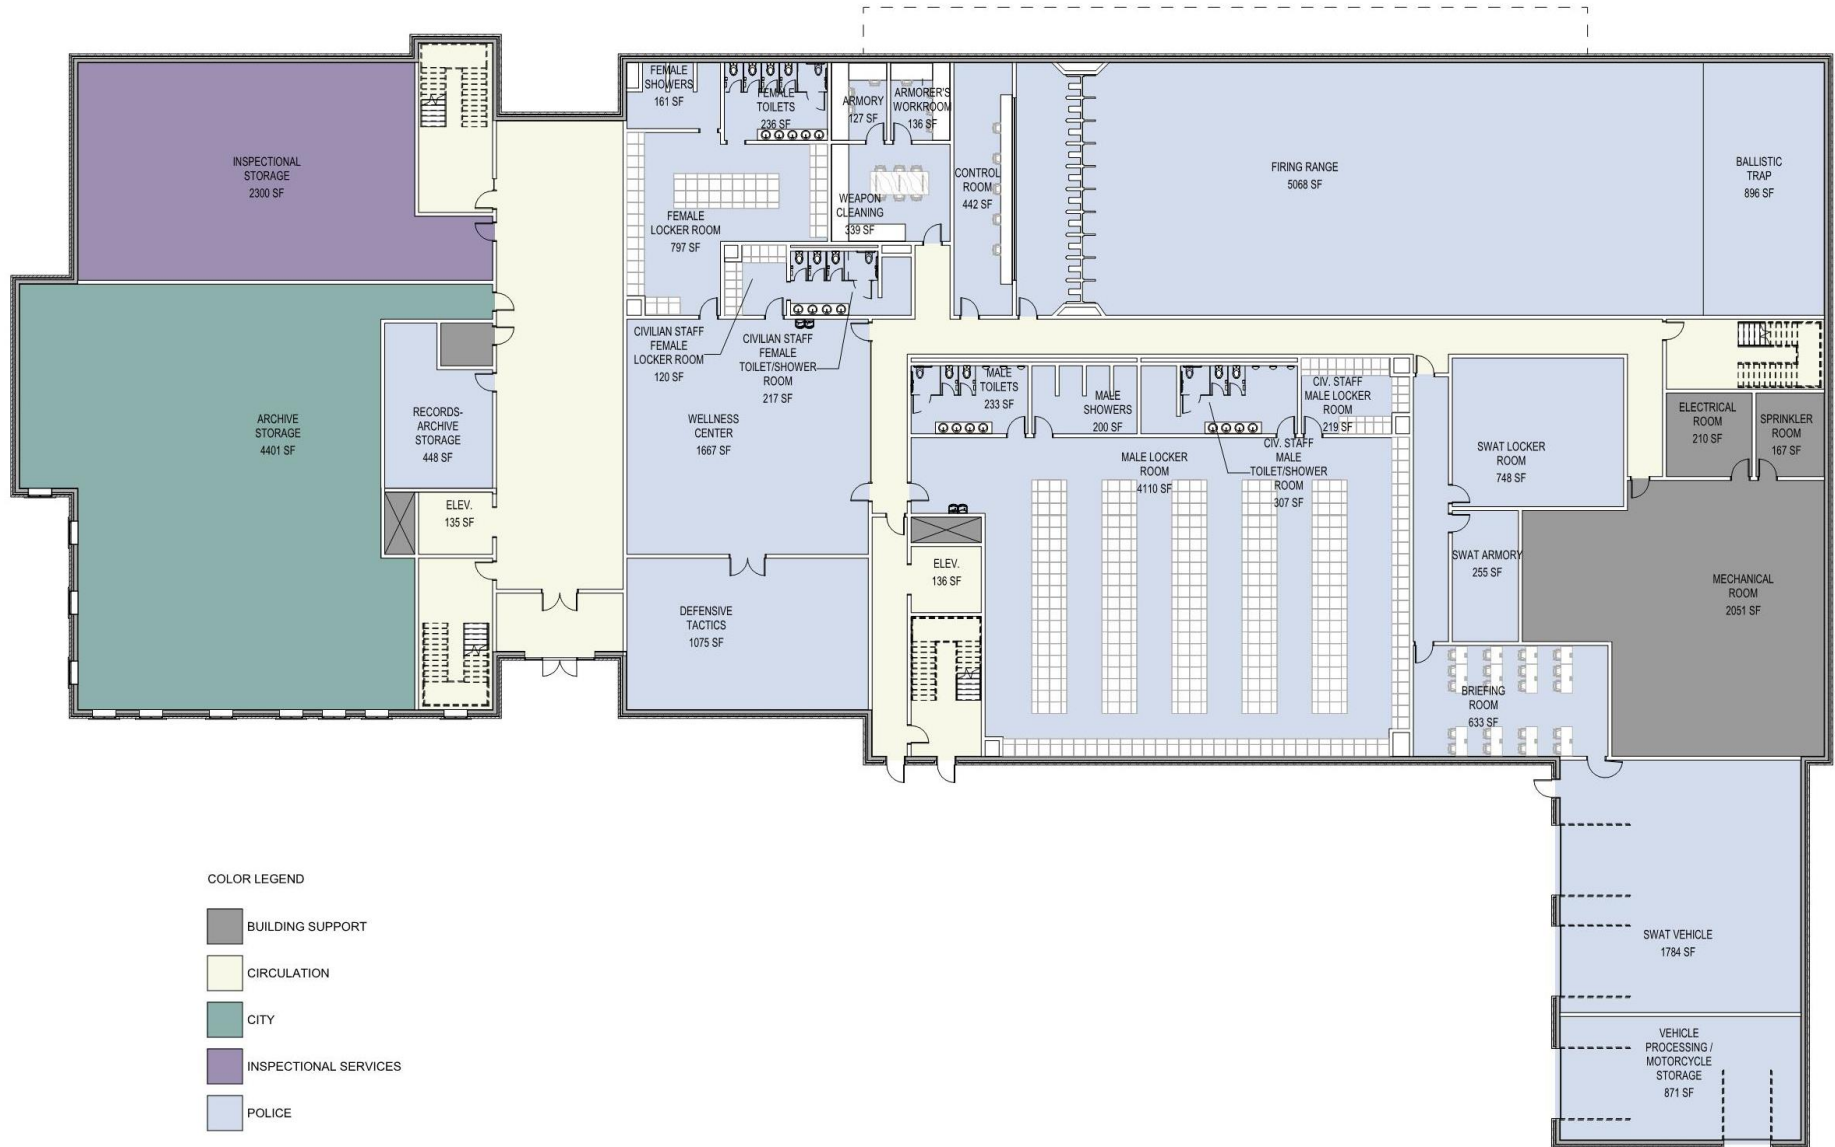 INSPECTIONAL
STORAGE
2300 SF
FEMALE
SHOWERS
161 SF
FEMALE
TOILETS
236 SF
ARMORY
127 SF
ARMORER'S
WORKROOM
136 SF
CONTROL
ROOM
442 SF
FIRING RANGE
5068 SF
BALLISTIC
TRAP
896 SF
FEMALE
LOCKER ROOM
797 SF
WEAPON
CLEANING
339 SF
CIVILIAN STAFF
FEMALE
LOCKER ROOM
120 SF
CIVILIAN STAFF
FEMALE
TOILET/SHOWER
ROOM
217 SF
ARCHIVE
STORAGE
4401 SF
RECORDS-
ARCHIVE
STORAGE
448 SF
WELLNESS
CENTER
1667 SF
MALE
TOILETS
233 SF
MALE
SHOWERS
200 SF
CIV. STAFF
MALE LOCKER
ROOM
219 SF
CIV. STAFF
MALE
TOILET/SHOWER
ROOM
307 SF
MALE LOCKER
ROOM
4110 SF
SWAT LOCKER
ROOM
748 SF
ELECTRICAL
ROOM
210 SF
SPRINKLER
ROOM
167 SF
ELEV.
135 SF
ELEV.
136 SF
SWAT ARMORY
255 SF
MECHANICAL
ROOM
2051 SF
DEFENSIVE
TACTICS
1075 SF
BRIEFING
ROOM
633 SF
SWAT VEHICLE
1784 SF
VEHICLE
PROCESSING /
MOTORCYCLE
STORAGE
871 SF
COLOR LEGEND
BUILDING SUPPORT
CIRCULATION
CITY
INSPECTIONAL SERVICES
POLICE